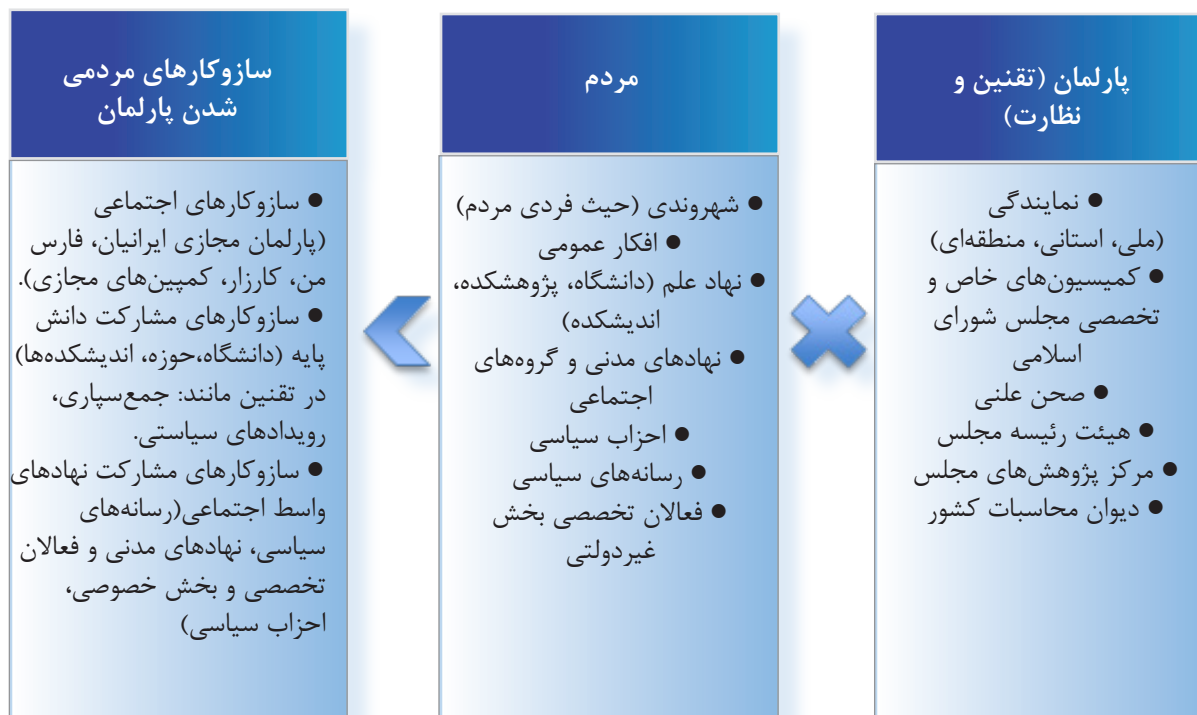 پارلمان (تقنین و
نظارت)
● نمایندگی
(ملی، استانی، منطقه‌ای)
● کمیسیون‌های خاص و
تخصصی مجلس شورای
اسلامی
● صحن علنی
● هیئت رئیسه مجلس
● مرکز پژوهش‌های مجلس
● دیوان محاسبات کشور
مردم
● شهروندی (حیث فردی مردم)
● افکار عمومی
● نهاد علم (دانشگاه، پژوهشکده،
اندیشکده)
● نهادهای مدنی و گروه‌های
اجتماعی
● احزاب سیاسی
● رسانه‌های سیاسی
● فعالان تخصصی بخش
غیردولتی
سازوکارهای مردمی
شدن پارلمان
● سازوکارهای اجتماعی
(پارلمان مجازی ایرانیان، فارس
من، کارزار، کمپین‌های مجازی).
● سازوکارهای مشارکت دانش
پایه (دانشگاه،حوزه، اندیشکده‌ها)
در تقنین مانند: جمع‌سپاری،
رویدادهای سیاستی.
● سازوکارهای مشارکت نهادهای
واسط اجتماعی(رسانه‌های
سیاسی، نهادهای مدنی و فعالان
تخصصی و بخش خصوصی،
احزاب سیاسی)